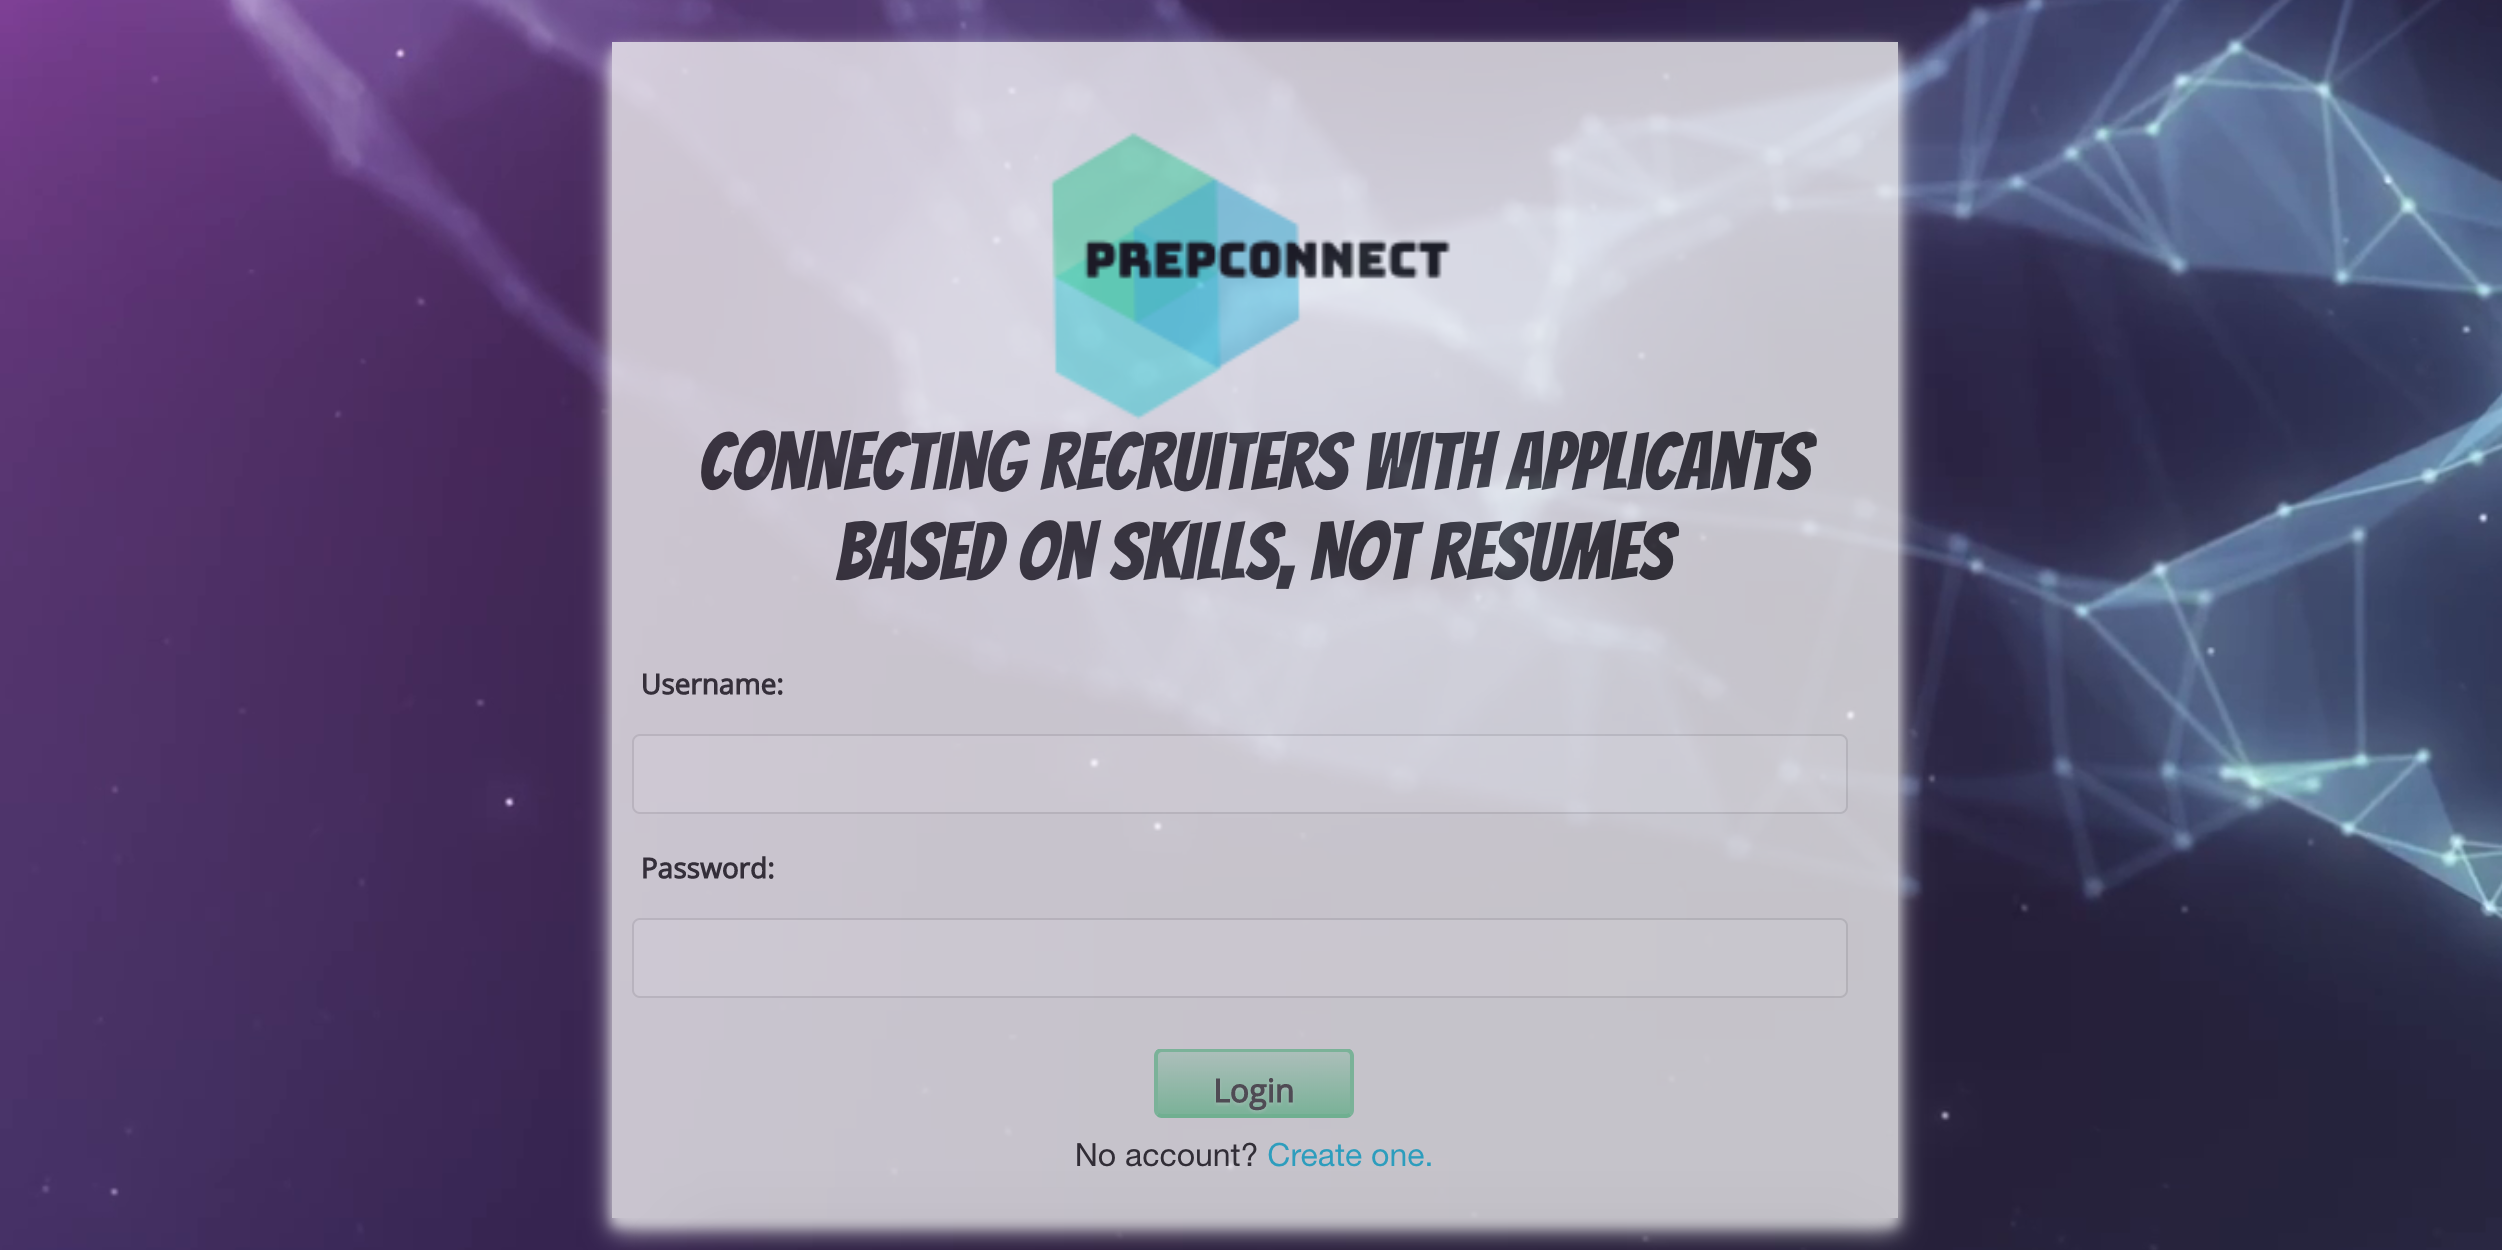 PREPCONNECT
CONNECTING RECRUITERS WITH APPLICANTS
BASED ON SKILLS, NOT RESUMES
Username:
Password:
Login
No account? Create one.